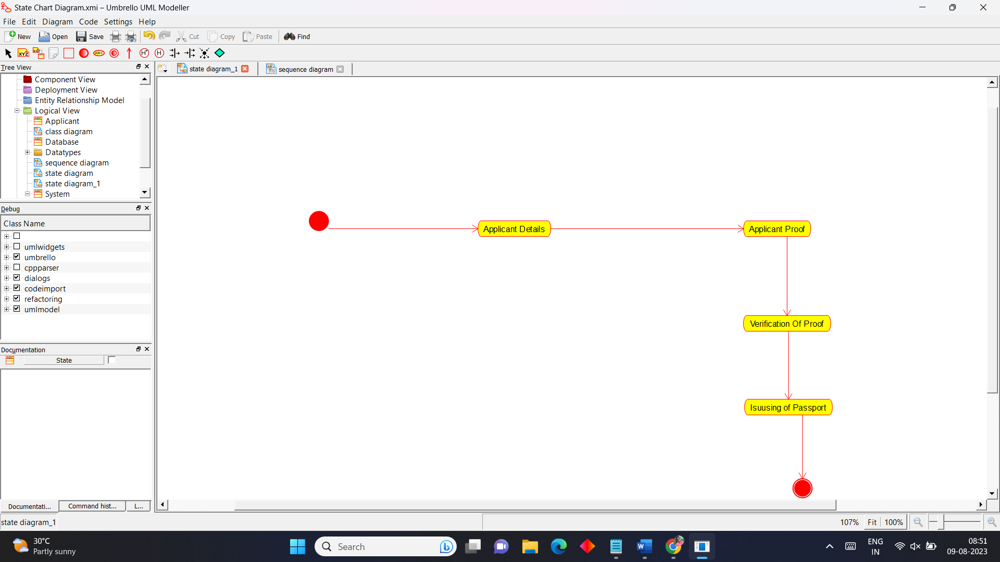 State Chart Diagram.xmi – Umbrello UML Modeller
File Edit Diagram Code Settings Help
New Open Save Cut Copy Paste Find
XYZ XYZ ABC H* H
Tree View
state diagram_1 sequence diagram
Component View
Deployment View
Entity Relationship Model
Logical View
Applicant
class diagram
Database
Datatypes
sequence diagram
state diagram
state diagram_1
System
Debug
Class Name
umlwidgets
umbrello
cppparser
dialogs
codeimport
refactoring
umlmodel
Documentation
State
Applicant Details
Applicant Proof
Verification Of Proof
Isuusing of Passport
Documentati... Command hist... L...
state diagram_1
107% Fit 100%
30°C
Partly sunny
Search
ENG
IN
08:51
09-08-2023